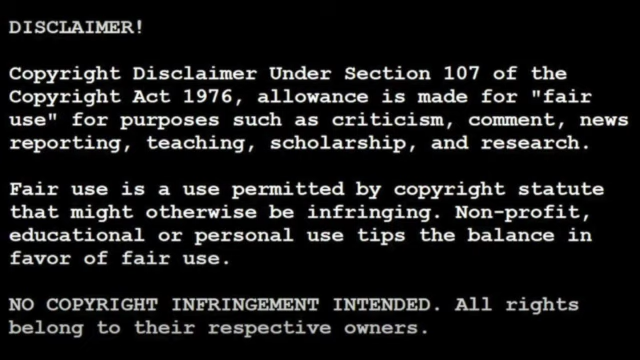 DISCLAIMER!
Copyright Disclaimer Under Section 107 of the
Copyright Act 1976, allowance is made for "fair
use" for purposes such as criticism, comment, news
reporting, teaching, scholarship, and research.
Fair use is a use permitted by copyright statute
that might otherwise be infringing. Non-profit,
educational or personal use tips the balance in
favor of fair use.
NO COPYRIGHT INFRINGEMENT INTENDED. All rights
belong to their respective owners.